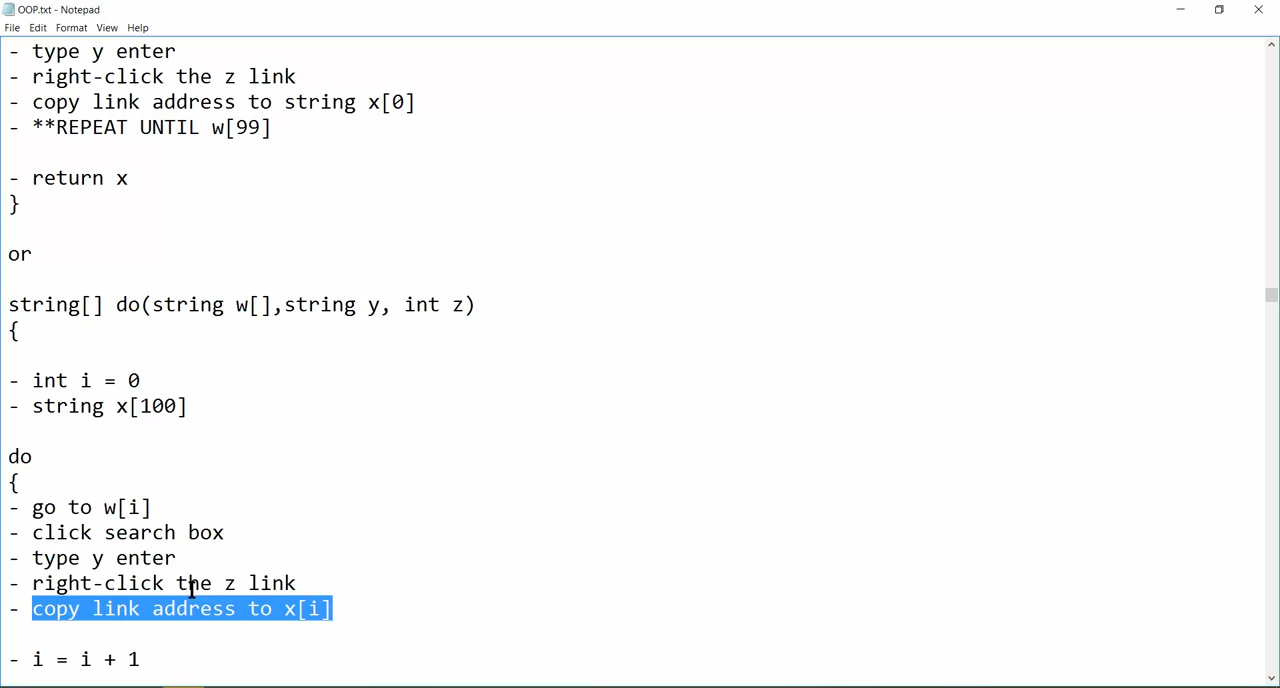 OOP.txt - Notepad
File Edit Format View Help
- type y enter
- right-click the z link
- copy link address to string x[0]
- **REPEAT UNTIL w[99]
- return x
}
or
string[] do(string w[],string y, int z)
{
- int i = 0
- string x[100]
do
{
- go to w[i]
- click search box
- type y enter
- right-click the z link
- copy link address to x[i]
- i = i + 1